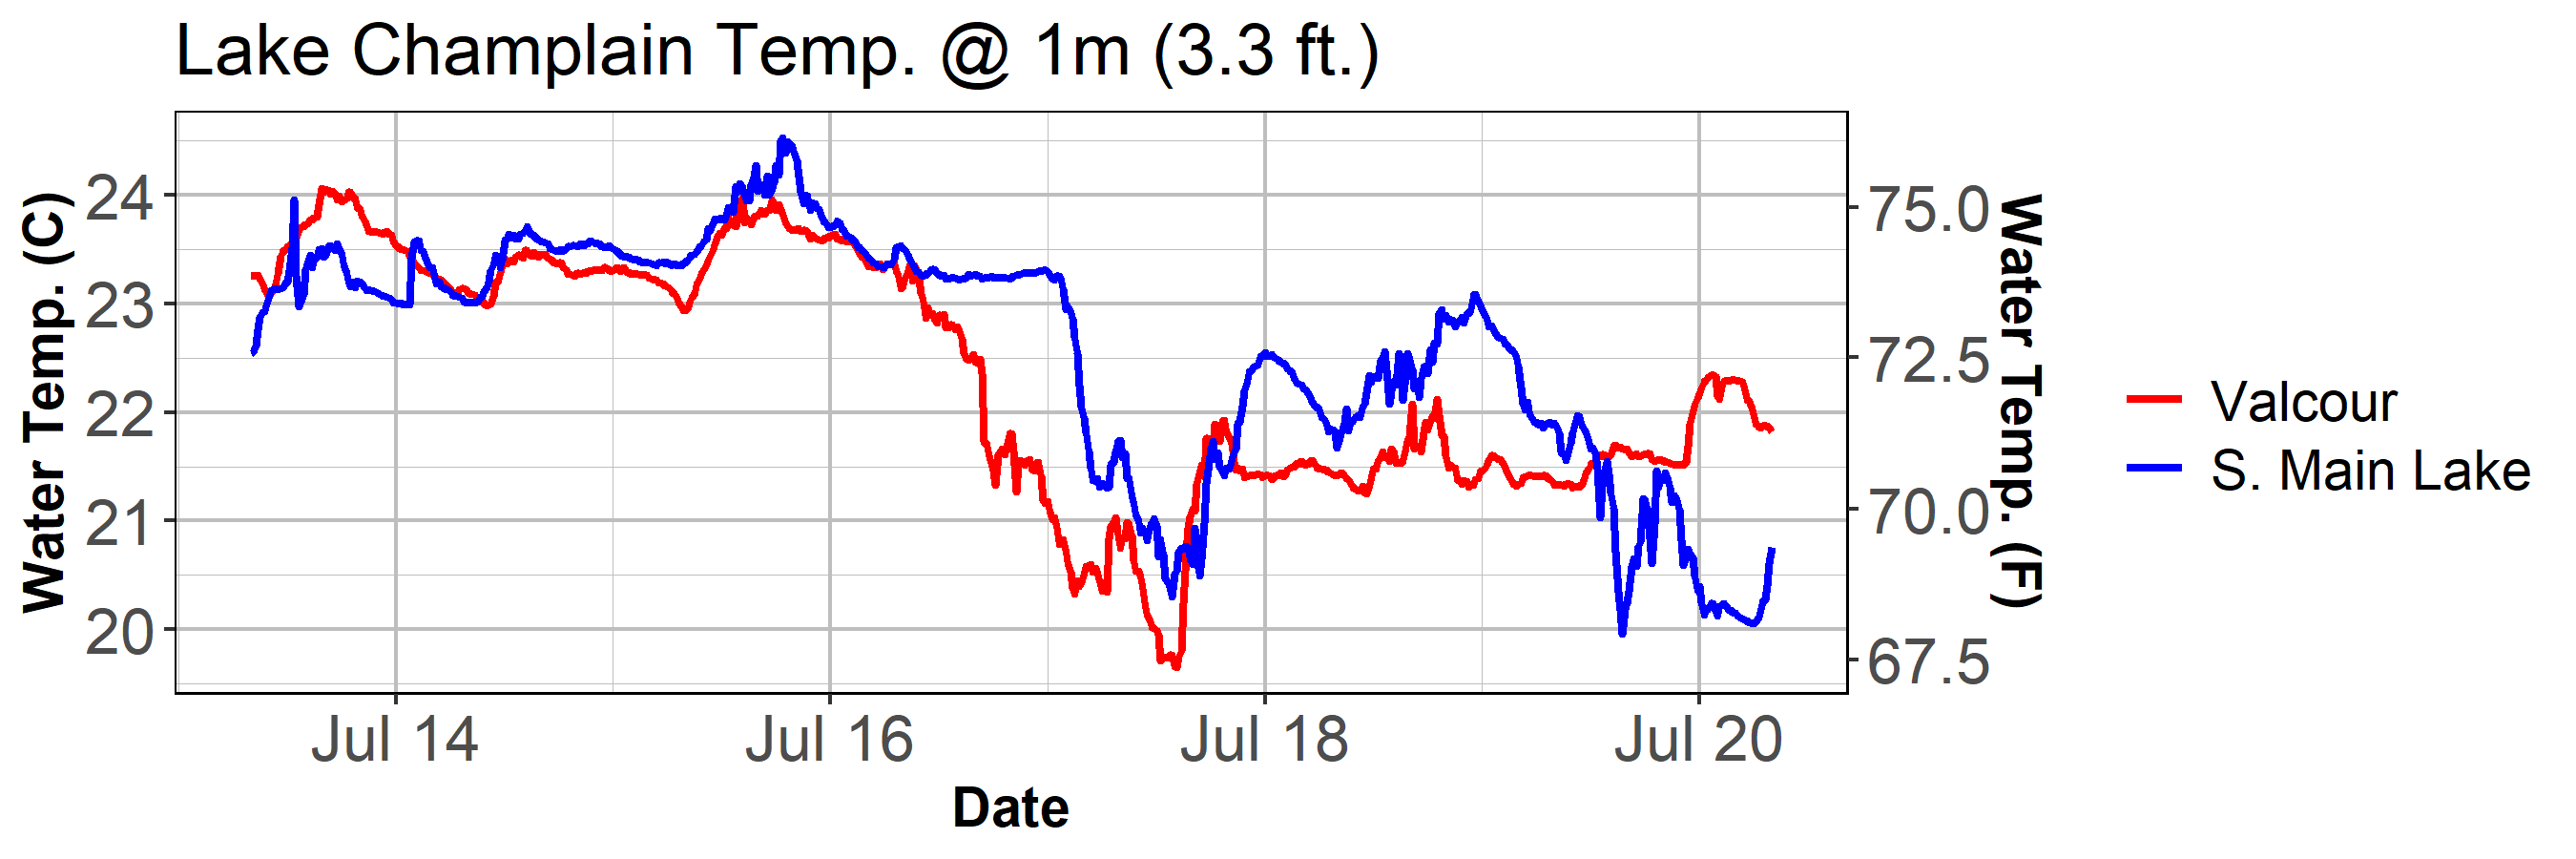 Lake Champlain Temp. @ 1m (3.3 ft.)
Water Temp. (C)
24
23
22
21
20
75.0
72.5
70.0
67.5
Water Temp. (F)
Jul 14 Jul 16 Jul 18 Jul 20
Date
Valcour
S. Main Lake